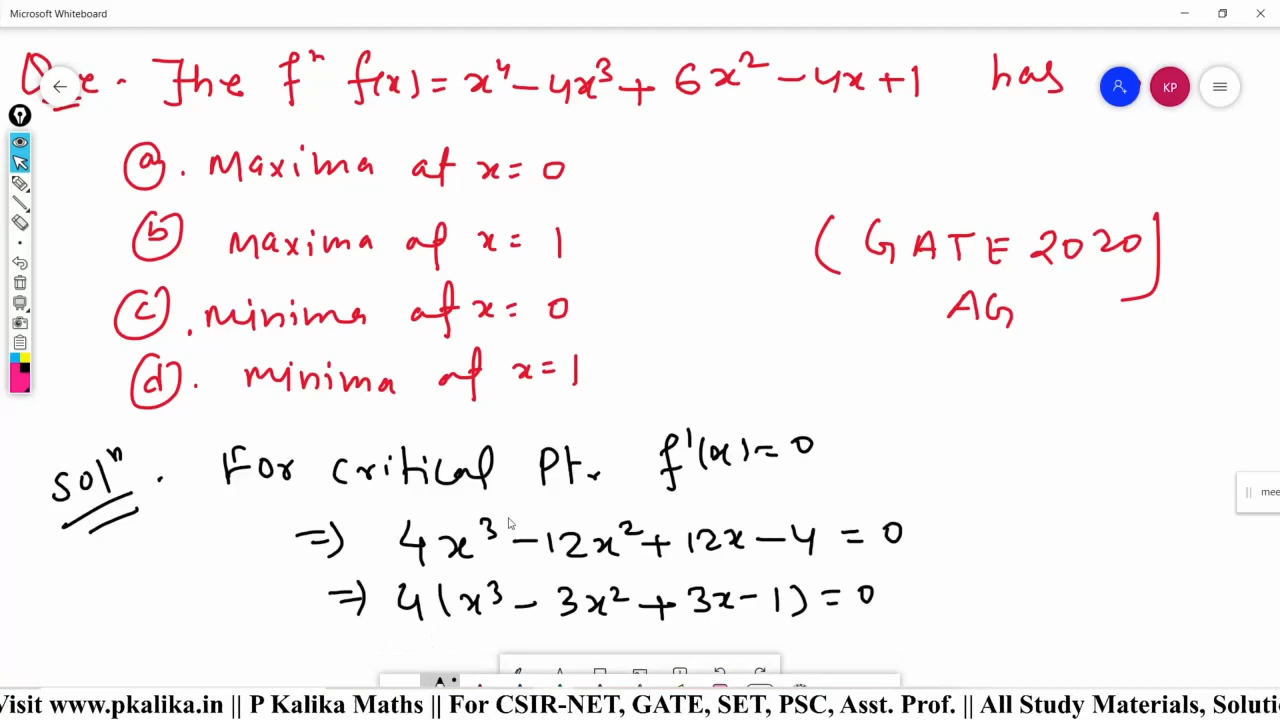 Microsoft Whiteboard
The fⁿ f(x) = x⁴ - 4x³ + 6x² - 4x + 1 has
KP
ⓐ. Maxima at x = 0
ⓑ Maxima at x = 1
(GATE 2020)
ⓒ. minima at x = 0
AG
ⓓ. minima at x = 1
Solⁿ. For critical Pt. f'(x) = 0
mee
⇒ 4x³ - 12x² + 12x - 4 = 0
⇒ 4(x³ - 3x² + 3x - 1) = 0
Visit www.pkalika.in || P Kalika Maths || For CSIR-NET, GATE, SET, PSC, Asst. Prof. || All Study Materials, Soluti